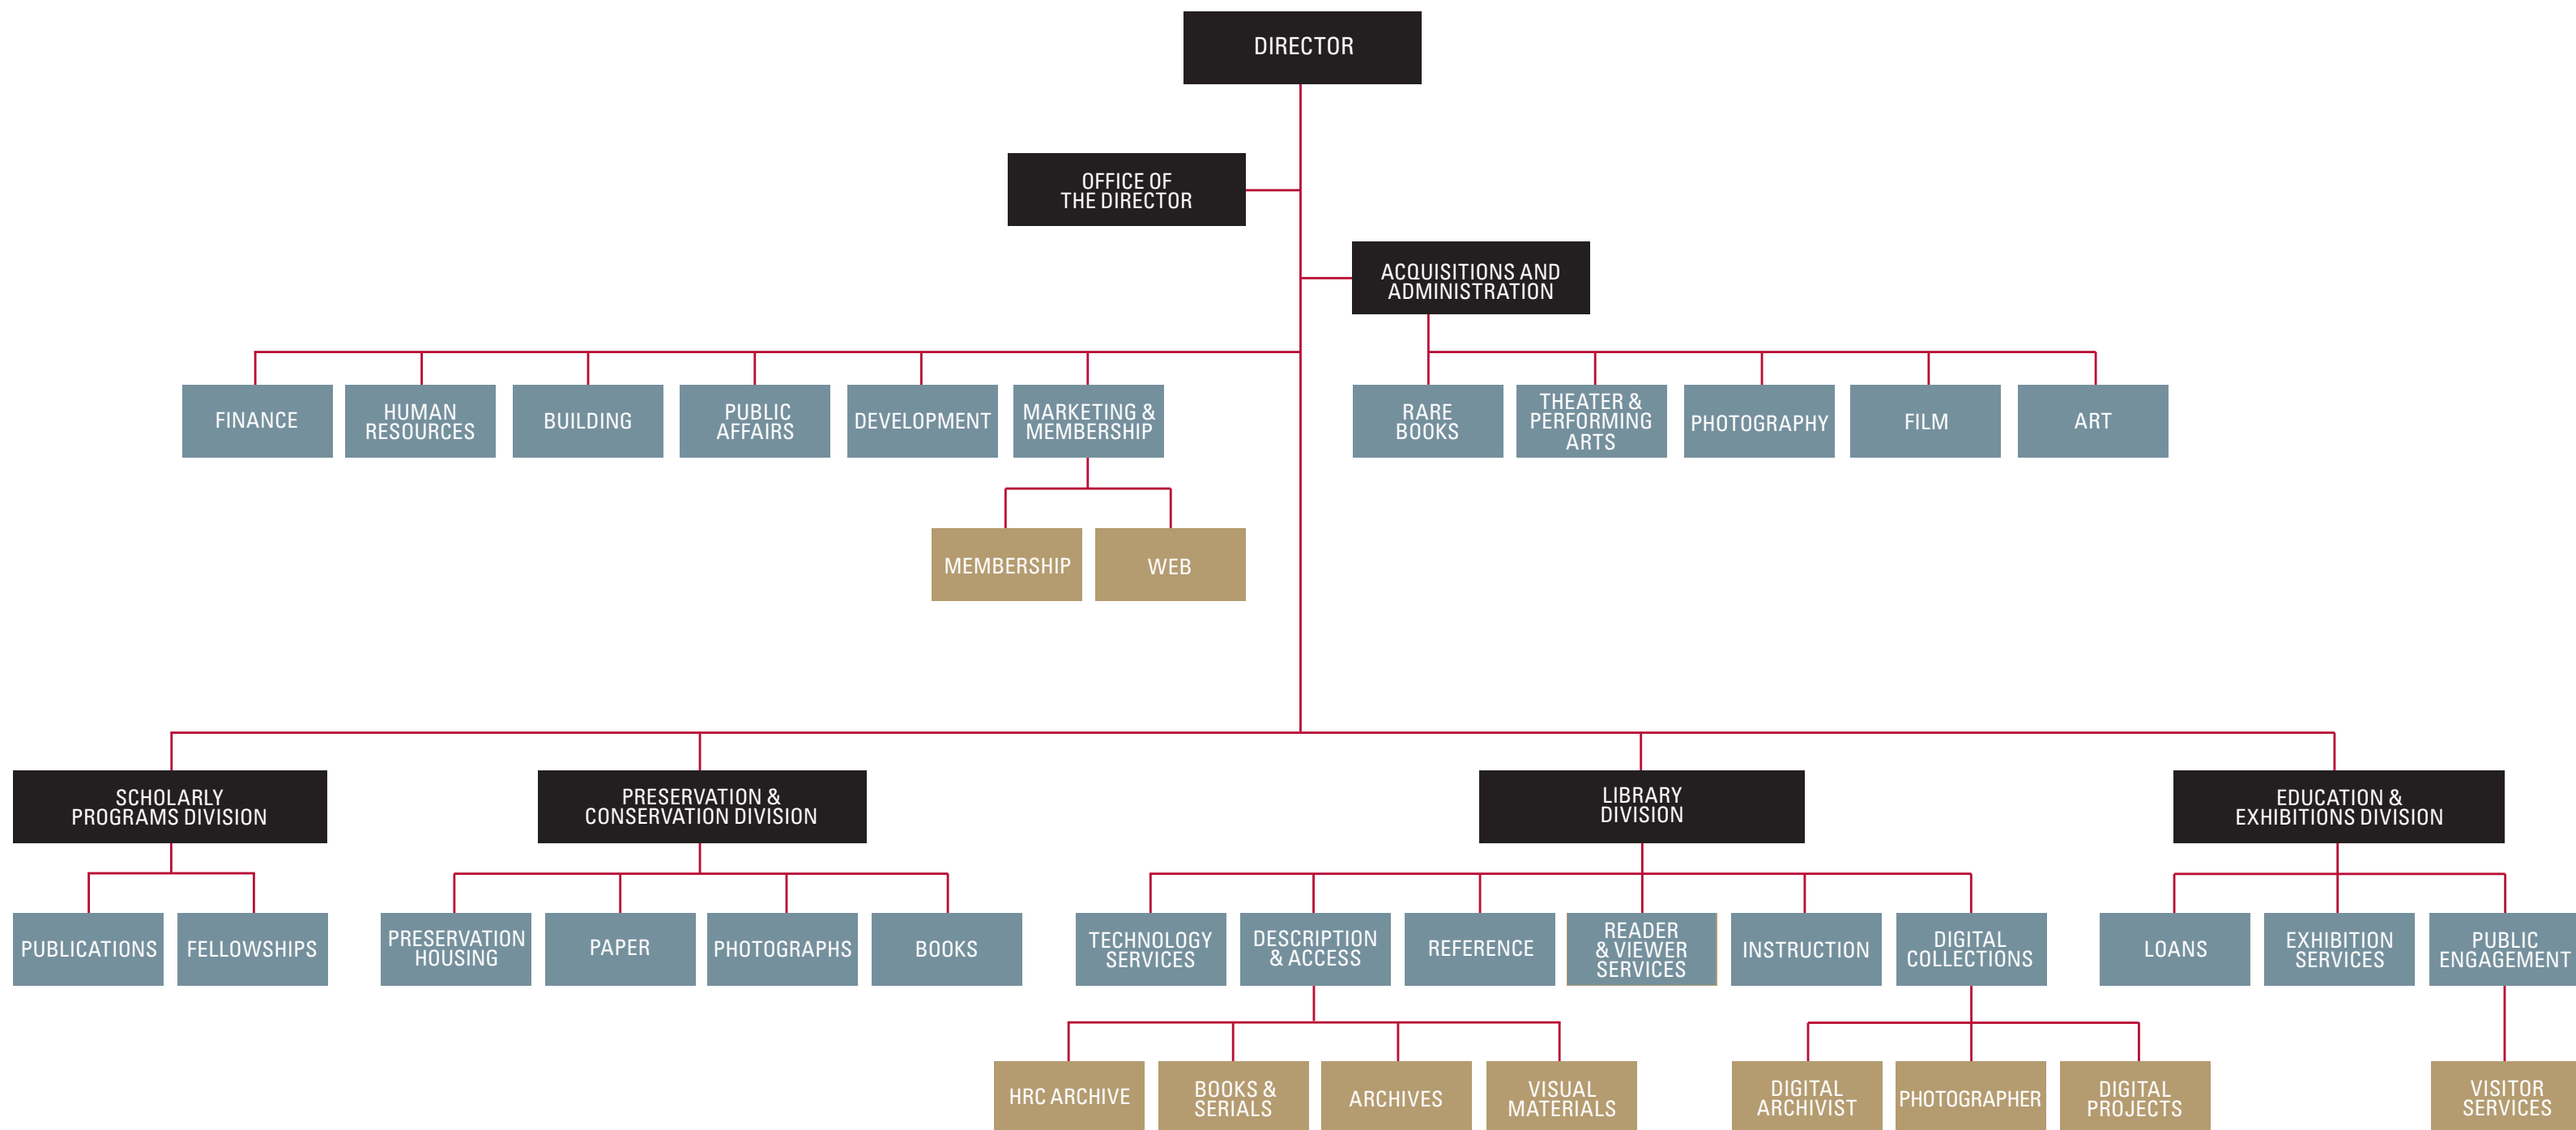 DIRECTOR
OFFICE OF
THE DIRECTOR
ACQUISITIONS AND
ADMINISTRATION
FINANCE
HUMAN
RESOURCES
BUILDING
PUBLIC
AFFAIRS
DEVELOPMENT
MARKETING &
MEMBERSHIP
RARE
BOOKS
THEATER &
PERFORMING
ARTS
PHOTOGRAPHY
FILM
ART
MEMBERSHIP
WEB
SCHOLARLY
PROGRAMS DIVISION
PRESERVATION &
CONSERVATION DIVISION
LIBRARY
DIVISION
EDUCATION &
EXHIBITIONS DIVISION
PUBLICATIONS
FELLOWSHIPS
PRESERVATION
HOUSING
PAPER
PHOTOGRAPHS
BOOKS
TECHNOLOGY
SERVICES
DESCRIPTION
& ACCESS
REFERENCE
READER
& VIEWER
SERVICES
INSTRUCTION
DIGITAL
COLLECTIONS
LOANS
EXHIBITION
SERVICES
PUBLIC
ENGAGEMENT
HRC ARCHIVE
BOOKS &
SERIALS
ARCHIVES
VISUAL
MATERIALS
DIGITAL
ARCHIVIST
PHOTOGRAPHER
DIGITAL
PROJECTS
VISITOR
SERVICES